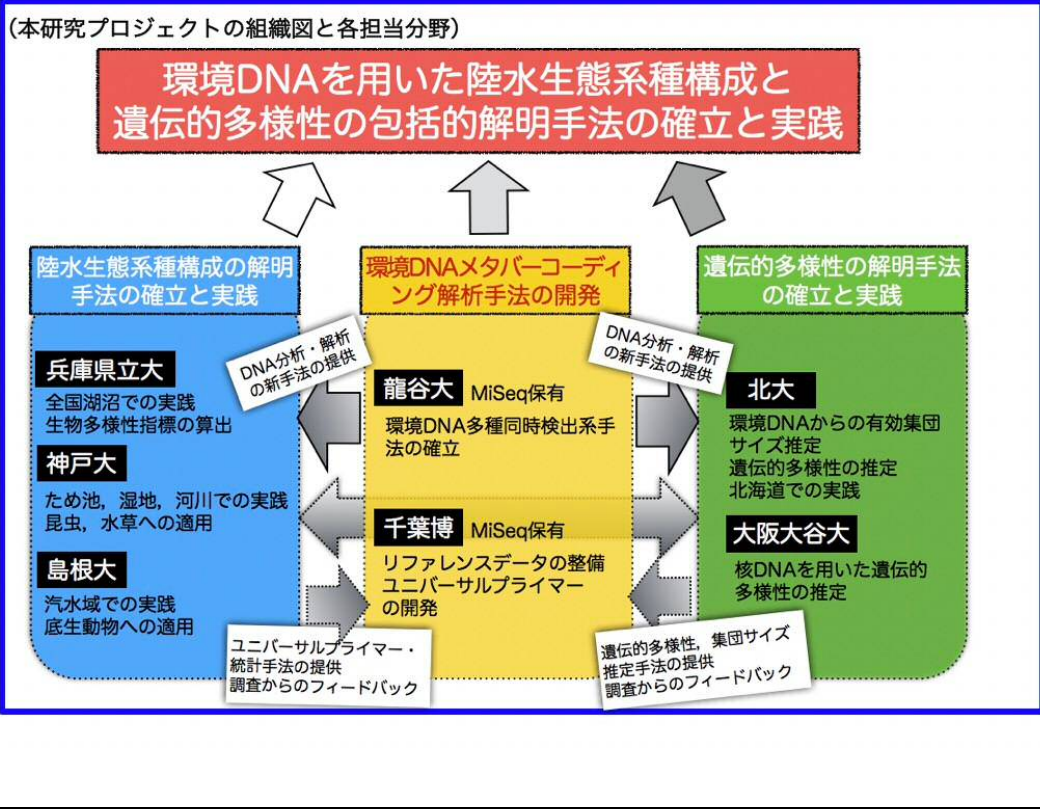 （本研究プロジェクトの組織図と各担当分野）
環境DNAを用いた陸水生態系種構成と
遺伝的多様性の包括的解明手法の確立と実践
陸水生態系種構成の解明
手法の確立と実践
DNA分析・解析
の新手法の提供
兵庫県立大
全国湖沼での実践
生物多様性指標の算出
神戸大
ため池，湿地，河川での実践
昆虫，水草への適用
島根大
汽水域での実践
底生動物への適用
ユニバーサルプライマー・
統計手法の提供
調査からのフィードバック
環境DNAメタバーコーディ
ング解析手法の開発
龍谷大 MiSeq保有
環境DNA多種同時検出系手
法の確立
千葉博 MiSeq保有
リファレンスデータの整備
ユニバーサルプライマー
の開発
遺伝的多様性の解明手法
の確立と実践
DNA分析・解析
の新手法の提供
北大
環境DNAからの有効集団
サイズ推定
遺伝的多様性の推定
北海道での実践
大阪大谷大
核DNAを用いた遺伝的
多様性の推定
遺伝的多様性，集団サイズ
推定手法の提供
調査からのフィードバック